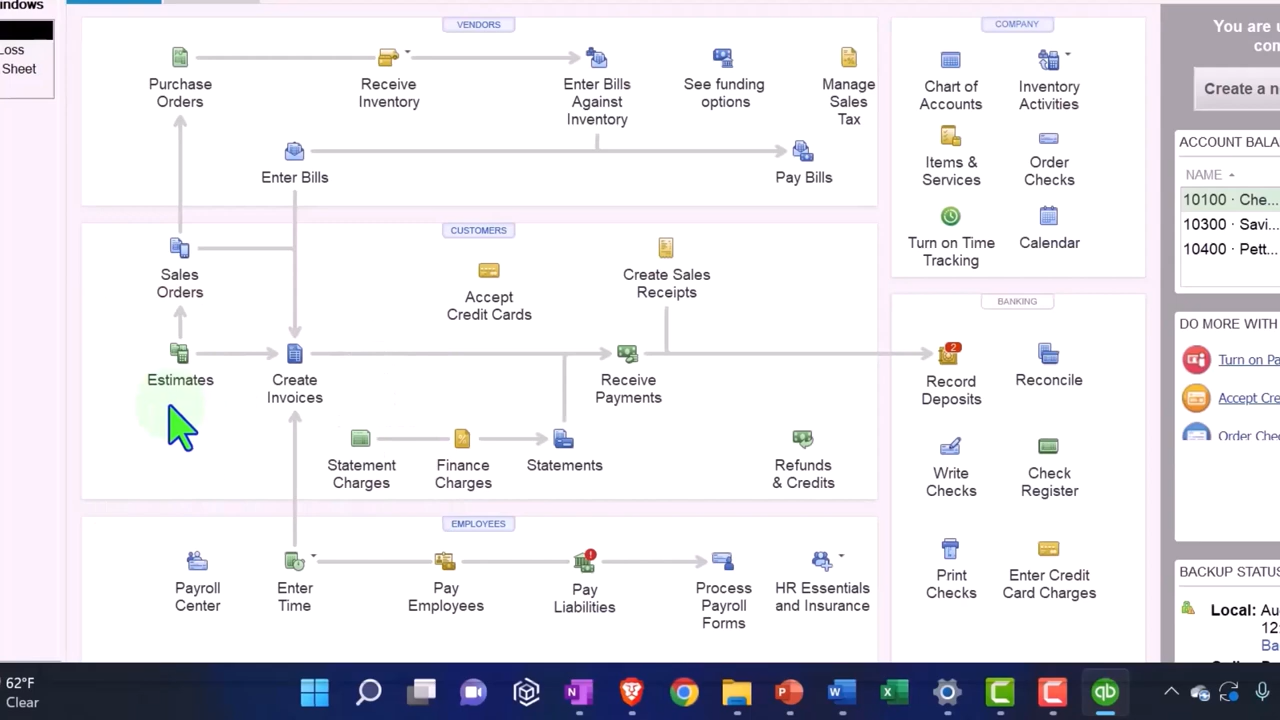 indows
Loss
Sheet
VENDORS
Purchase
Orders
Receive
Inventory
Enter Bills
Against
Inventory
See funding
options
Manage
Sales
Tax
Enter Bills
Pay Bills
CUSTOMERS
Sales
Orders
Accept
Credit Cards
Create Sales
Receipts
Estimates
Create
Invoices
Receive
Payments
Statement
Charges
Finance
Charges
Statements
Refunds
& Credits
EMPLOYEES
Payroll
Center
Enter
Time
Pay
Employees
Pay
Liabilities
Process
Payroll
Forms
HR Essentials
and Insurance
COMPANY
Chart of
Accounts
Inventory
Activities
Items &
Services
Order
Checks
Turn on Time
Tracking
Calendar
BANKING
2
Record
Deposits
Reconcile
Write
Checks
Check
Register
Print
Checks
Enter Credit
Card Charges
You are u
com
Create a n
ACCOUNT BALA
NAME
10100 · Che...
10300 · Savi...
10400 · Pett...
DO MORE WITH
Turn on Pa
Accept Cre
Order Che
BACKUP STATUS
Local: Au
12:
Ba
62°F
Clear
qb